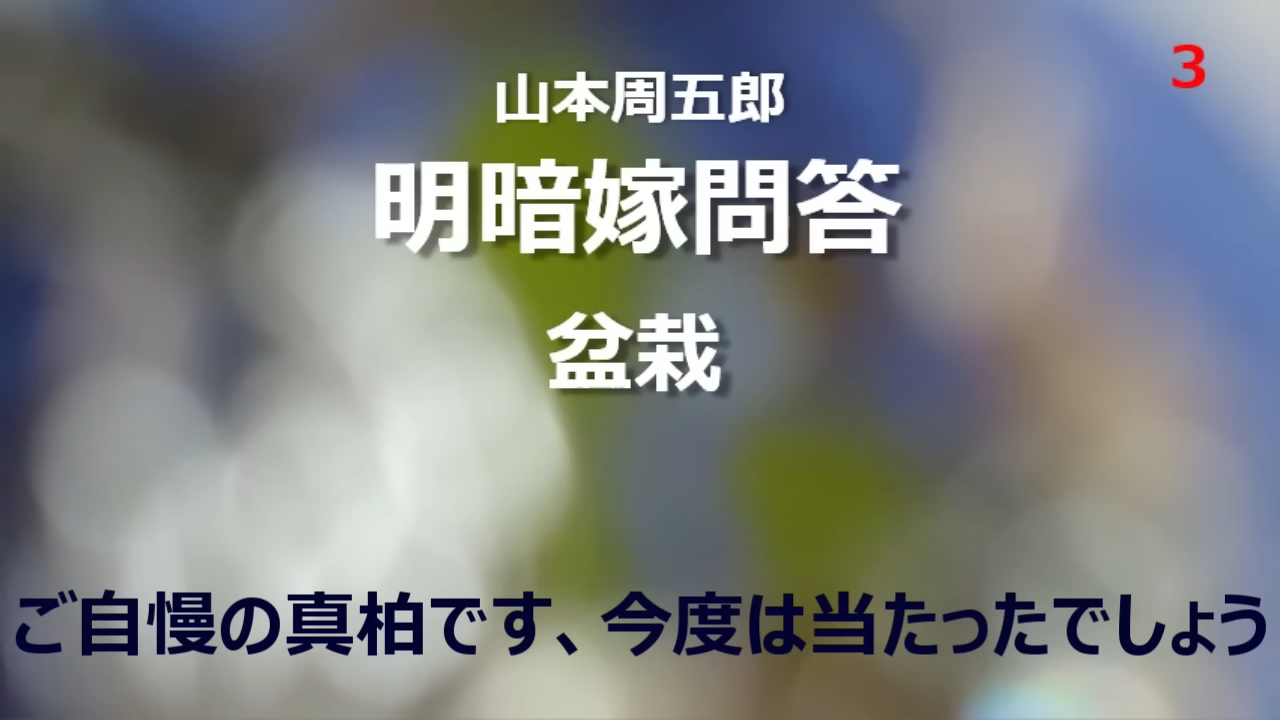 3
山本周五郎
明暗嫁問答
盆栽
ご自慢の真柏です、今度は当たったでしょう